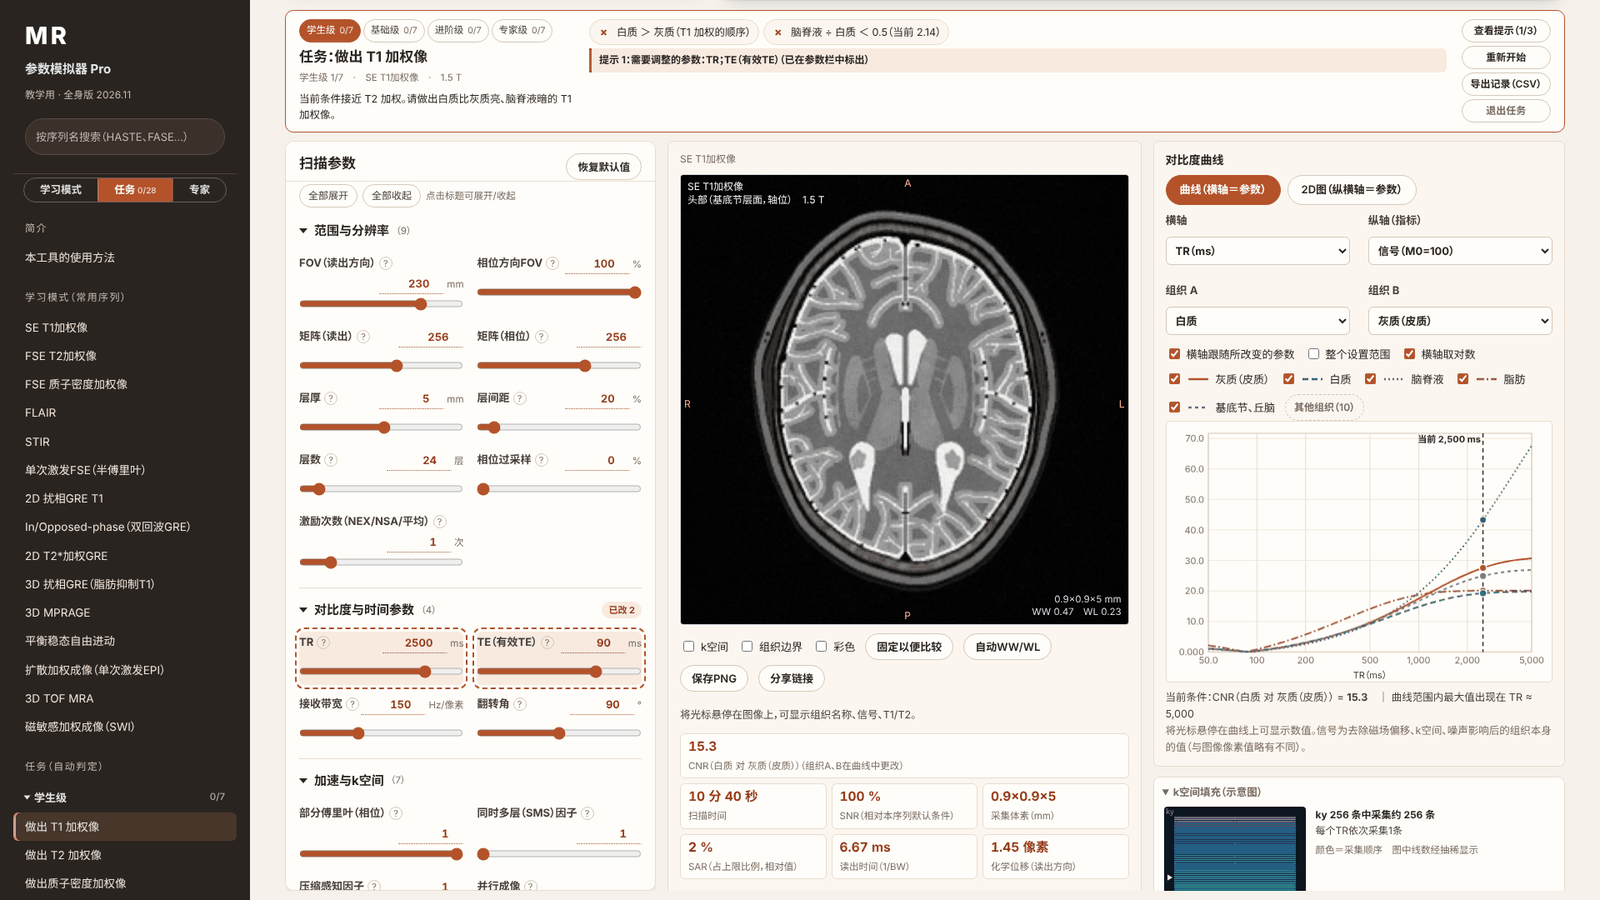 MR
参数模拟器 Pro
教学用 · 全身版 2026.11
按序列名搜索（HASTE、FASE…）
学习模式
任务 0/28
专家
简介
本工具的使用方法
学习模式（常用序列）
SE T1加权像
FSE T2加权像
FSE 质子密度加权像
FLAIR
STIR
单次激发FSE（半傅里叶）
2D 扰相GRE T1
In/Opposed-phase（双回波GRE）
2D T2*加权GRE
3D 扰相GRE（脂肪抑制T1）
3D MPRAGE
平衡稳态自由进动
扩散加权成像（单次激发EPI）
3D TOF MRA
磁敏感加权成像（SWI）
任务（自动判定）
学生级 0/7
做出 T1 加权像
做出 T2 加权像
做出质子密度加权像
学生级 0/7 基础级 0/7 进阶级 0/7 专家级 0/7
任务：做出 T1 加权像
学生级 1/7 · SE T1加权像 · 1.5 T
当前条件接近 T2 加权。请做出白质比灰质亮、脑脊液暗的 T1
加权像。
× 白质 ＞ 灰质（T1 加权的顺序）
× 脑脊液 ÷ 白质 ＜ 0.5（当前 2.14）
提示 1：需要调整的参数：TR；TE（有效TE）（已在参数栏中标出）
查看提示（1/3）
重新开始
导出记录（CSV）
退出任务
扫描参数
恢复默认值
全部展开 全部收起 点击标题可展开/收起
范围与分辨率 (9)
FOV（读出方向） ? 230 mm
相位方向FOV ? 100 %
矩阵（读出） ? 256
矩阵（相位） ? 256
层厚 ? 5 mm
层间距 ? 20 %
层数 ? 24 层
相位过采样 ? 0 %
激励次数（NEX/NSA/平均） ? 1 次
对比度与时间参数 (4) 已改 2
TR ? 2500 ms
TE（有效TE） ? 90 ms
接收带宽 ? 150 Hz/像素
翻转角 ? 90 °
加速与k空间 (7)
部分傅里叶（相位） ? 1
同时多层（SMS）因子 ? 1
压缩感知因子 ? 1
并行成像 ?
SE T1加权像
SE T1加权像
头部（基底节层面，轴位） 1.5 T
A
R
L
P
0.9×0.9×5 mm
WW 0.47 WL 0.23
k空间 组织边界 彩色 固定以便比较 自动WW/WL
保存PNG 分享链接
将光标悬停在图像上，可显示组织名称、信号、T1/T2。
15.3
CNR（白质 对 灰质（皮质））（组织A、B在曲线中更改）
10 分 40 秒
扫描时间
100 %
SNR（相对本序列默认条件）
0.9×0.9×5
采集体素（mm）
2 %
SAR（占上限比例，相对值）
6.67 ms
读出时间（1/BW）
1.45 像素
化学位移（读出方向）
对比度曲线
曲线（横轴＝参数） 2D图（纵横轴＝参数）
横轴
TR（ms）
纵轴（指标）
信号（M0=100）
组织 A
白质
组织 B
灰质（皮质）
横轴跟随所改变的参数 整个设置范围 横轴取对数
灰质（皮质） 白质 脑脊液 脂肪
基底节、丘脑 其他组织（10）
当前 2,500 ms
70.0
60.0
50.0
40.0
30.0
20.0
10.0
0.000
50.0 100 200 500 1,000 2,000 5,000
TR（ms）
当前条件：CNR（白质 对 灰质（皮质）） = 15.3 ｜ 曲线范围内最大值出现在 TR ≈
5,000
将光标悬停在曲线上可显示数值。信号为去除磁场偏移、k空间、噪声影响后的组织本身
的值（与图像像素值略有不同）。
k空间填充（示意图）
ky
ky 256 条中采集约 256 条
每个TR依次采集1条
颜色＝采集顺序 图中线数经抽稀显示